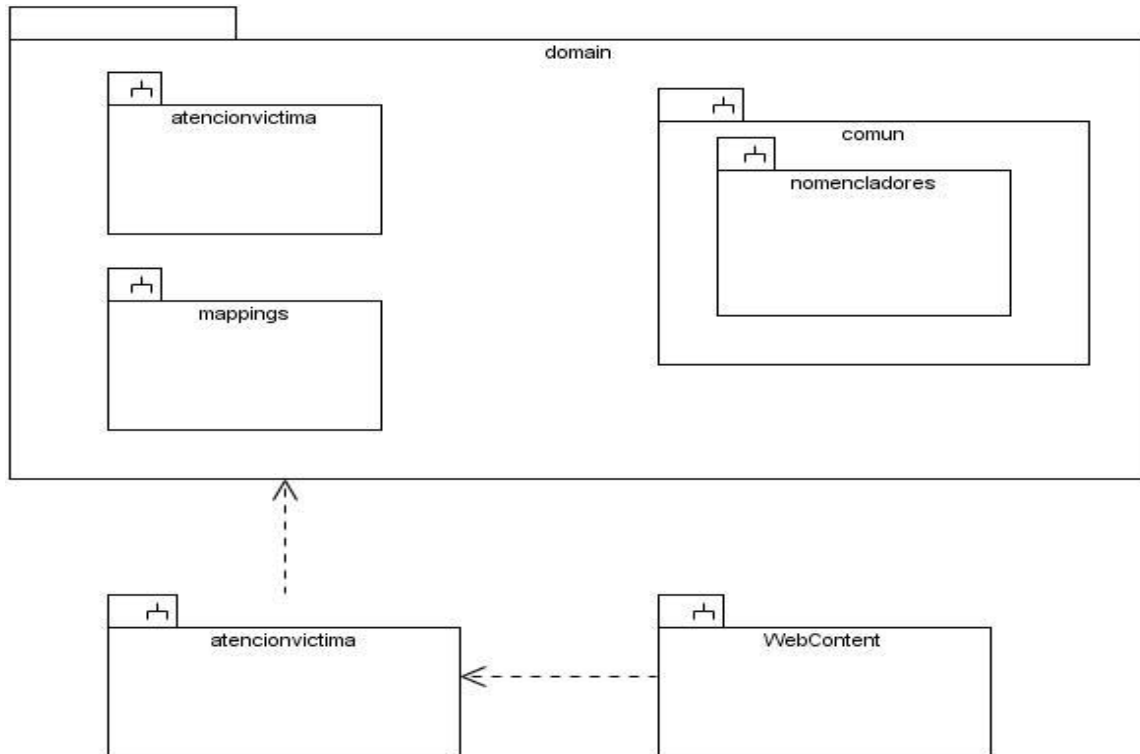 domain
atencionvictima
comun
nomencladores
mappings
atencionvictima
WebContent